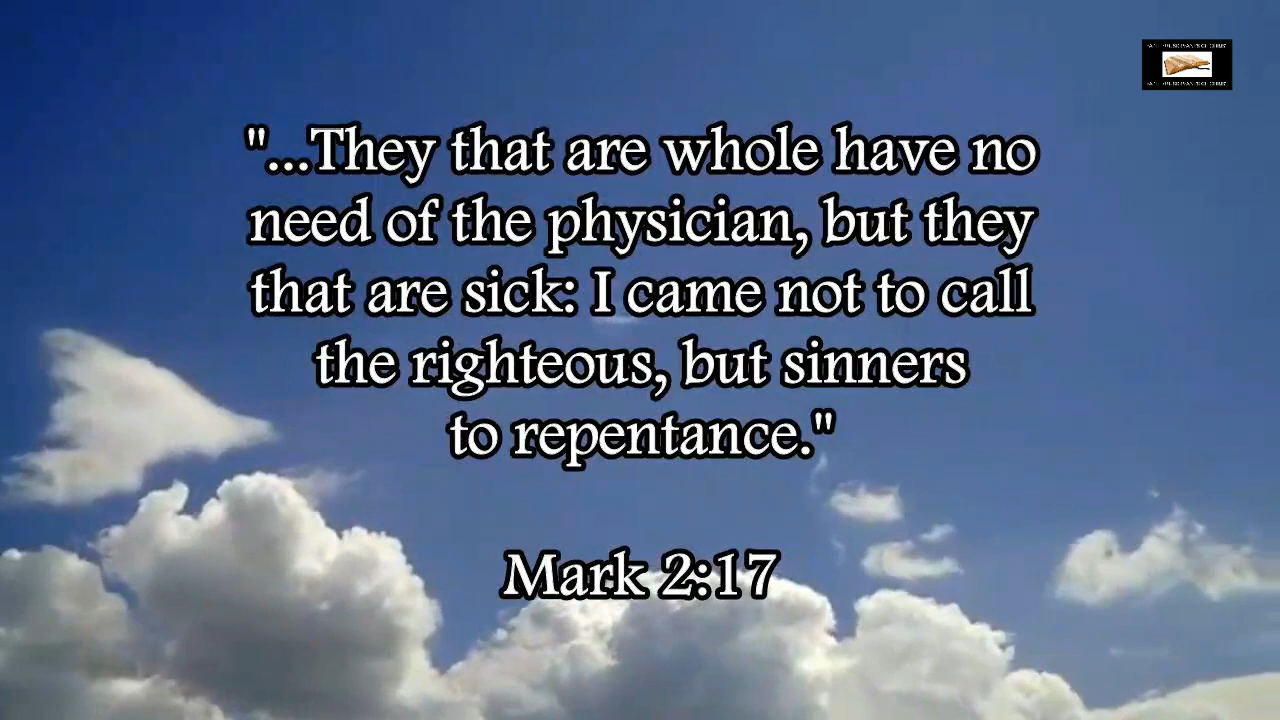 "...They that are whole have no
need of the physician, but they
that are sick: I came not to call
the righteous, but sinners
to repentance."
Mark 2:17